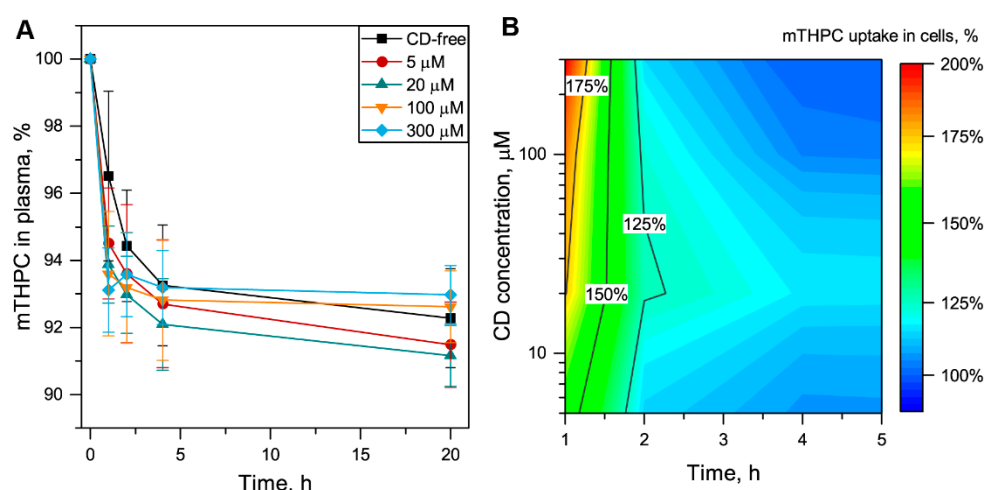 A
CD-free
5 μM
20 μM
100 μM
300 μM
100
98
96
94
92
90
mTHPC in plasma, %
0
5
10
15
20
Time, h
B
mTHPC uptake in cells, %
175%
125%
150%
100
10
CD concentration, μM
1
2
3
4
5
Time, h
200%
175%
150%
125%
100%